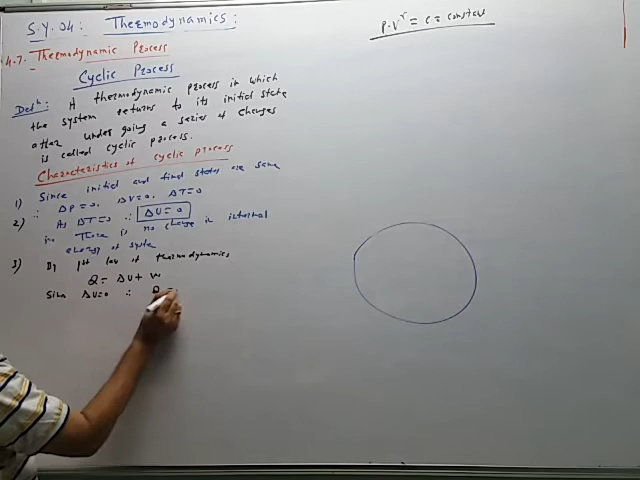 S.Y. 04: Thermodynamics:
P.V^r = c = constant
4.7. Thermodynamic Process
Cyclic Process
Defⁿ: A thermodynamic process in which
the system returns to its initial state
after under going a series of changes
is called cyclic process.
Characteristics of cyclic process
1) Since initial and final states are same
∴ ΔP=0, ΔV=0, ΔT=0
2) As ΔT=0 ∴ ΔU=0
i.e. There is no change in internal
energy of system
3) By 1st law of thermodynamics
Q = ΔU + W
Since ΔU=0 ∴ Q =